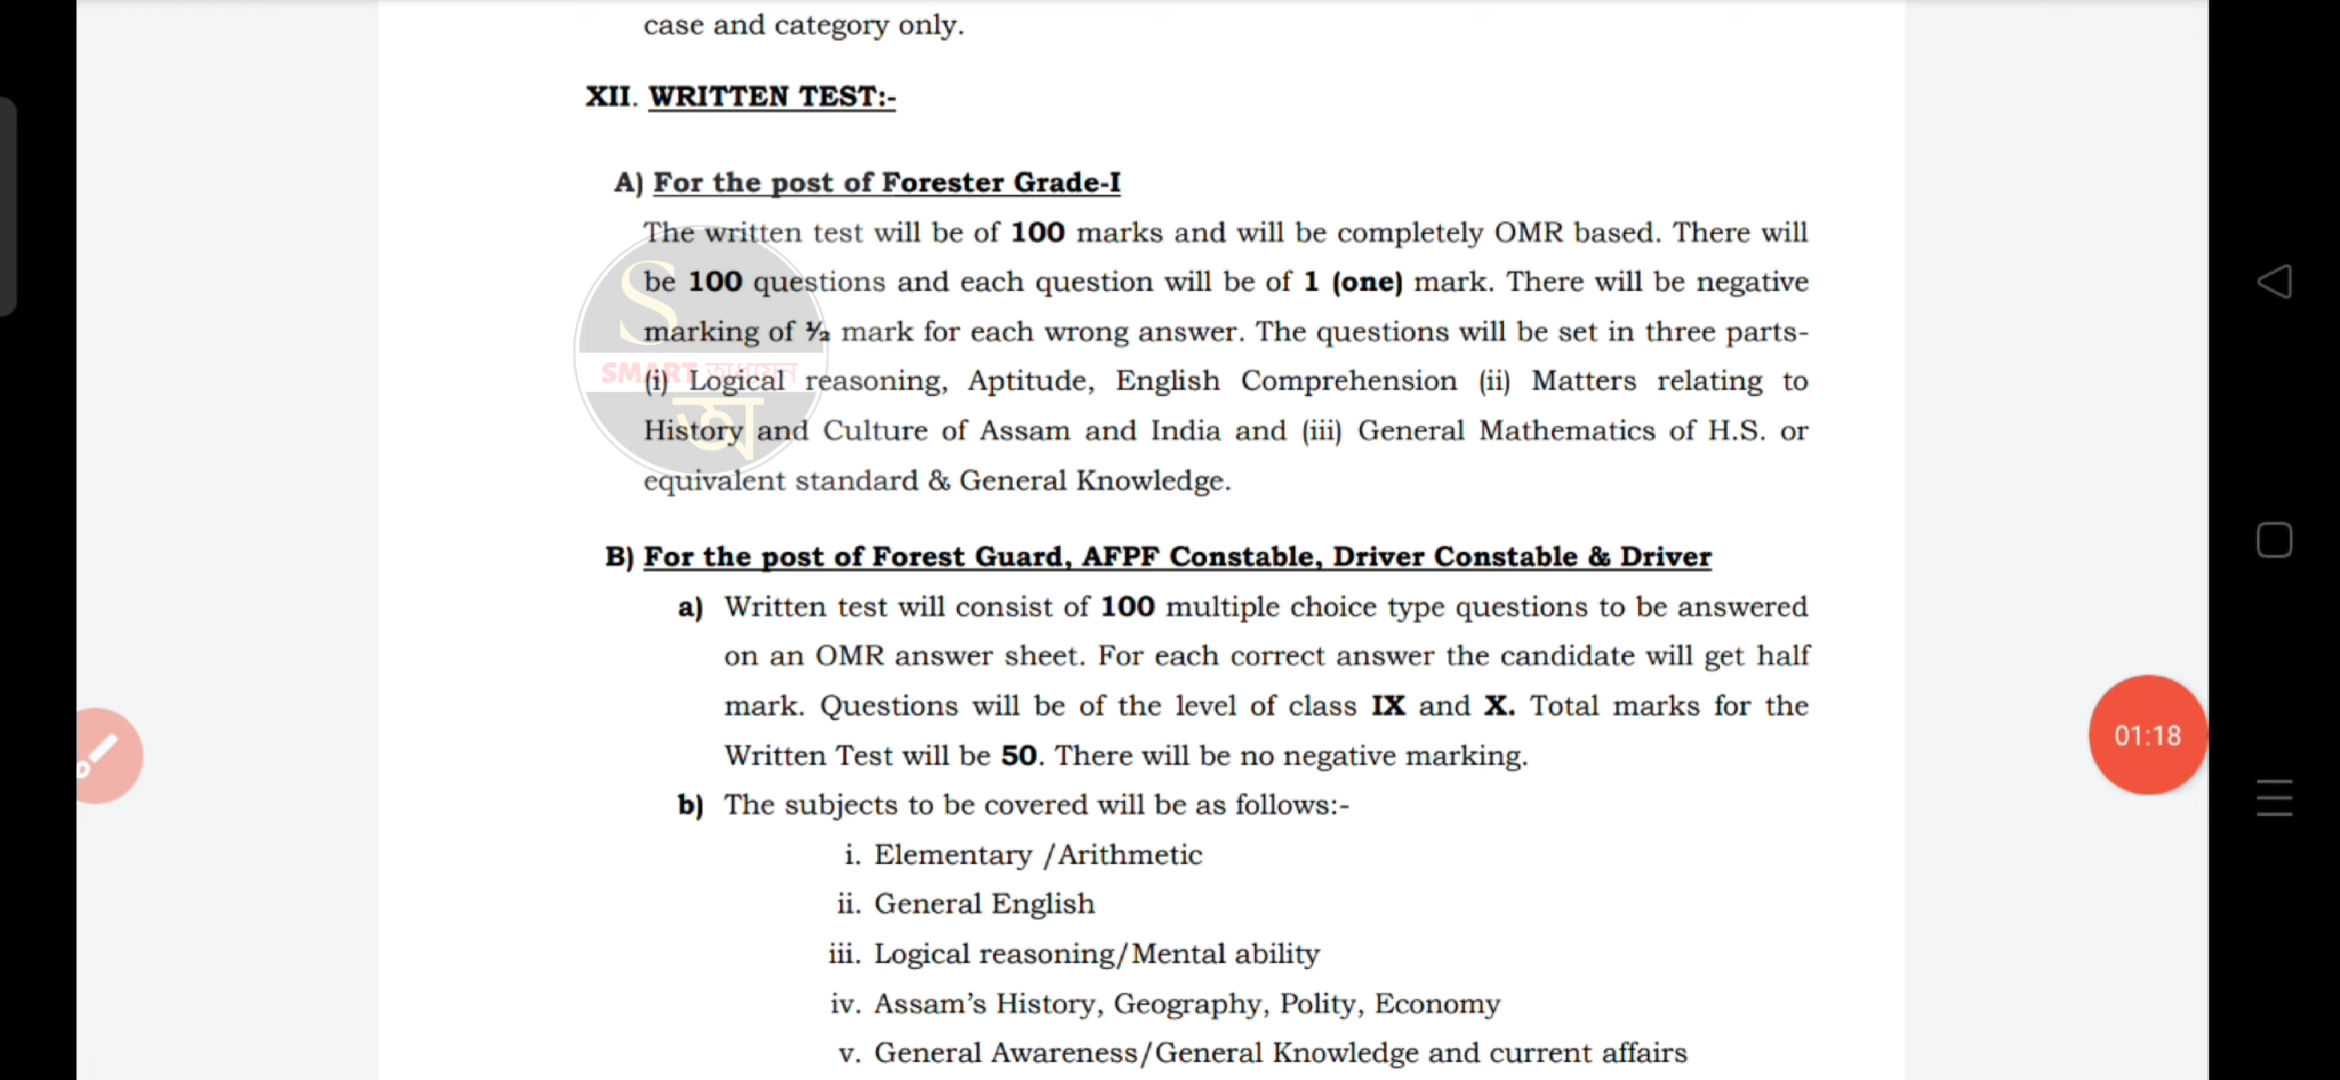 case and category only.
XII. WRITTEN TEST:-
A) For the post of Forester Grade-I
The written test will be of 100 marks and will be completely OMR based. There will
be 100 questions and each question will be of 1 (one) mark. There will be negative
marking of ½ mark for each wrong answer. The questions will be set in three parts-
(i) Logical reasoning, Aptitude, English Comprehension (ii) Matters relating to
History and Culture of Assam and India and (iii) General Mathematics of H.S. or
equivalent standard & General Knowledge.
S
SMART অধ্যয়ন
অ
B) For the post of Forest Guard, AFPF Constable, Driver Constable & Driver
a) Written test will consist of 100 multiple choice type questions to be answered
on an OMR answer sheet. For each correct answer the candidate will get half
mark. Questions will be of the level of class IX and X. Total marks for the
Written Test will be 50. There will be no negative marking.
01:18
b) The subjects to be covered will be as follows:-
i. Elementary /Arithmetic
ii. General English
iii. Logical reasoning/Mental ability
iv. Assam’s History, Geography, Polity, Economy
v. General Awareness/General Knowledge and current affairs